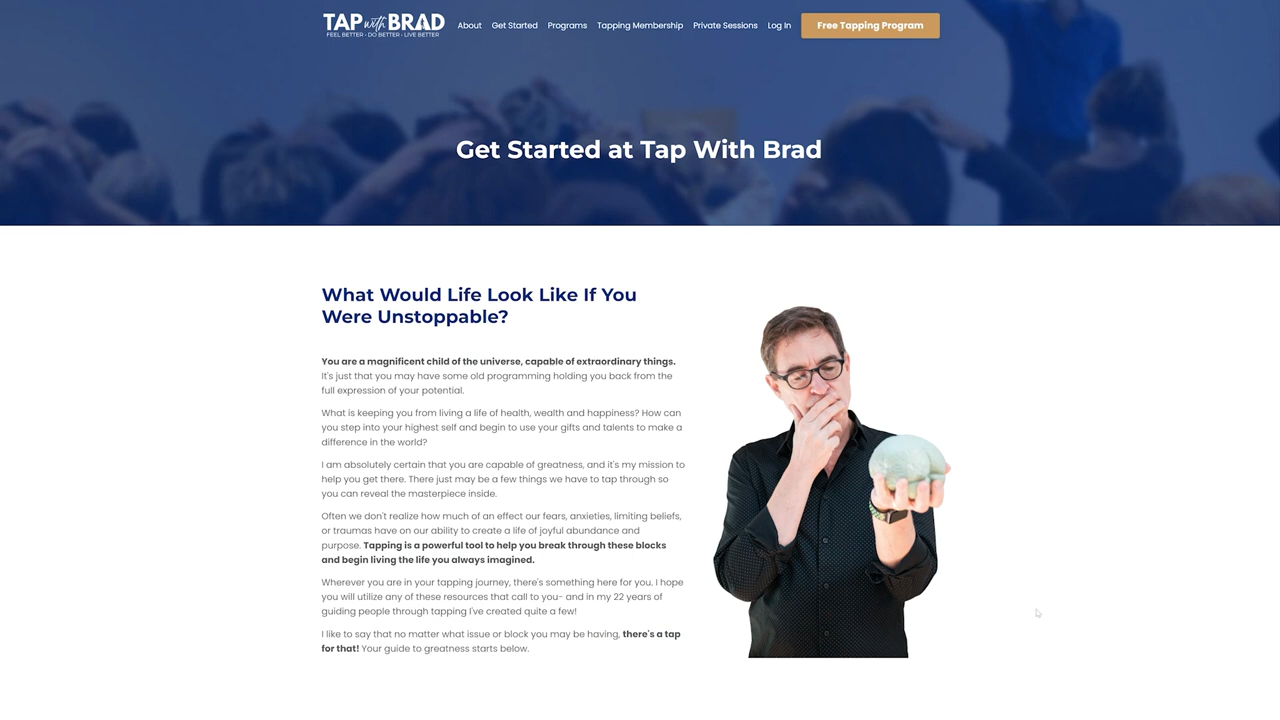 TAP with BRAD
FEEL BETTER • DO BETTER • LIVE BETTER
About Get Started Programs Tapping Membership Private Sessions Log In Free Tapping Program
Get Started at Tap With Brad
What Would Life Look Like If You
Were Unstoppable?
You are a magnificent child of the universe, capable of extraordinary things.
It's just that you may have some old programming holding you back from the
full expression of your potential.
What is keeping you from living a life of health, wealth and happiness? How can
you step into your highest self and begin to use your gifts and talents to make a
difference in the world?
I am absolutely certain that you are capable of greatness, and it's my mission to
help you get there. There just may be a few things we have to tap through so
you can reveal the masterpiece inside.
Often we don't realize how much of an effect our fears, anxieties, limiting beliefs,
or traumas have on our ability to create a life of joyful abundance and
purpose. Tapping is a powerful tool to help you break through these blocks
and begin living the life you always imagined.
Wherever you are in your tapping journey, there's something here for you. I hope
you will utilize any of these resources that call to you- and in my 22 years of
guiding people through tapping I've created quite a few!
I like to say that no matter what issue or block you may be having, there's a tap
for that! Your guide to greatness starts below.